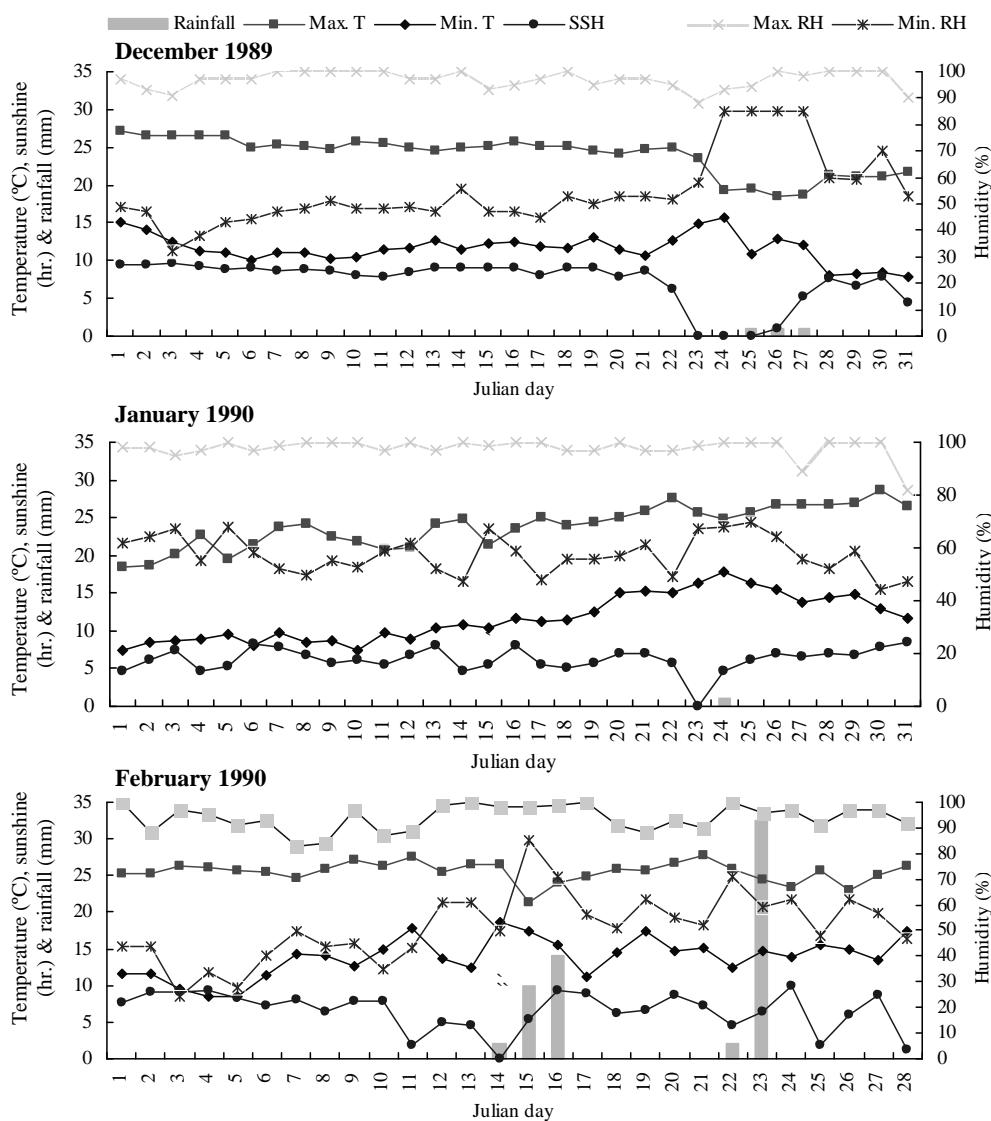 Rainfall Max. T Min. T SSH Max. RH Min. RH
December 1989
Temperature (ºC), sunshine
(hr.) & rainfall (mm)
35
30
25
20
15
10
5
0
100
90
80
70
60
50
40
30
20
10
0
Humidity (%)
1 2 3 4 5 6 7 8 9 10 11 12 13 14 15 16 17 18 19 20 21 22 23 24 25 26 27 28 29 30 31
Julian day
January 1990
Temperature (ºC), sunshine
(hr.) & rainfall (mm)
35
30
25
20
15
10
5
0
100
80
60
40
20
0
Humidity (%)
1 2 3 4 5 6 7 8 9 10 11 12 13 14 15 16 17 18 19 20 21 22 23 24 25 26 27 28 29 30 31
Julian day
February 1990
Temperature (ºC), sunshine
(hr.) & rainfall (mm)
35
30
25
20
15
10
5
0
100
90
80
70
60
50
40
30
20
10
0
Humidity (%)
1 2 3 4 5 6 7 8 9 10 11 12 13 14 15 16 17 18 19 20 21 22 23 24 25 26 27 28
Julian day